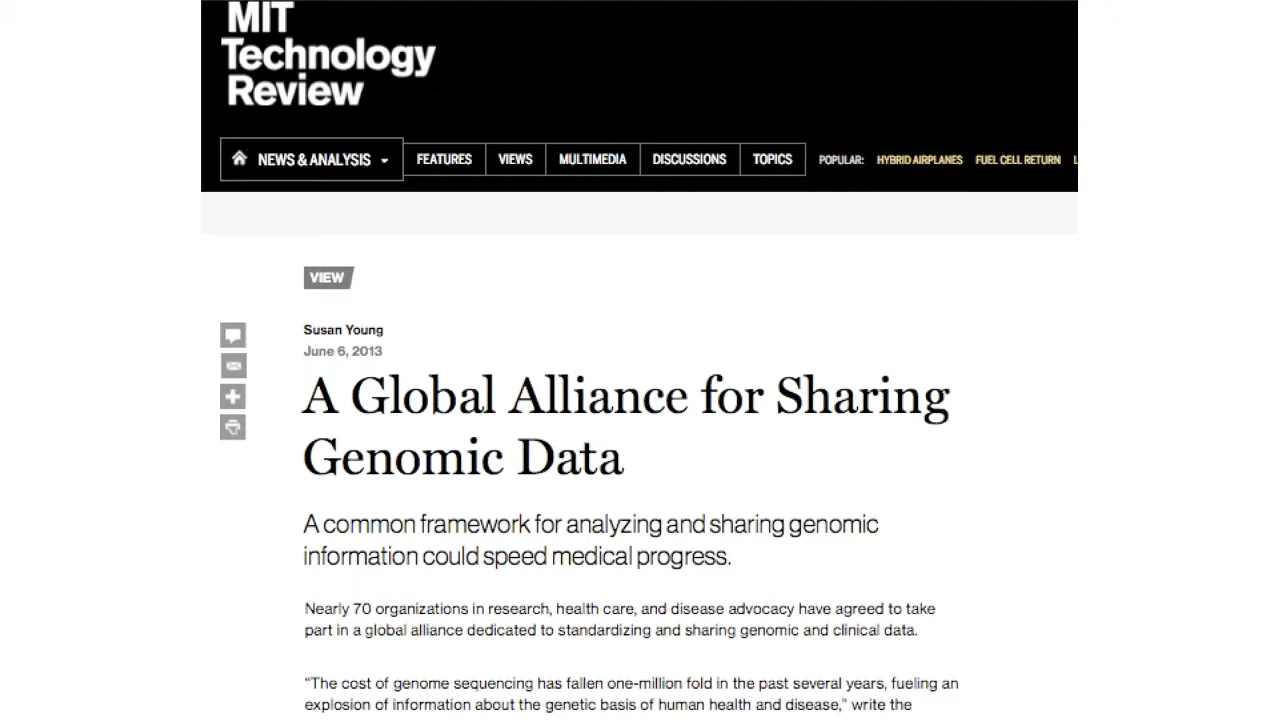 MIT
Technology
Review
NEWS & ANALYSIS
FEATURES
VIEWS
MULTIMEDIA
DISCUSSIONS
TOPICS
POPULAR:
HYBRID AIRPLANES
FUEL CELL RETURN
VIEW
Susan Young
June 6, 2013
A Global Alliance for Sharing
Genomic Data
A common framework for analyzing and sharing genomic
information could speed medical progress.
Nearly 70 organizations in research, health care, and disease advocacy have agreed to take
part in a global alliance dedicated to standardizing and sharing genomic and clinical data.
“The cost of genome sequencing has fallen one-million fold in the past several years, fueling an
explosion of information about the genetic basis of human health and disease,” write the